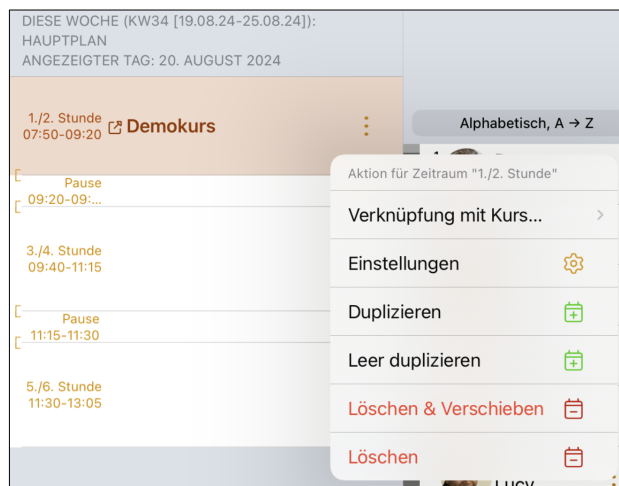 DIESE WOCHE (KW34 [19.08.24-25.08.24]):
HAUPTPLAN
ANGEZEIGTER TAG: 20. AUGUST 2024
1./2. Stunde
07:50-09:20
Demokurs
Alphabetisch, A → Z
Pause
09:20-09:...
3./4. Stunde
09:40-11:15
Pause
11:15-11:30
5./6. Stunde
11:30-13:05
Aktion für Zeitraum "1./2. Stunde"
Verknüpfung mit Kurs...
Einstellungen
Duplizieren
Leer duplizieren
Löschen & Verschieben
Löschen
Lucy